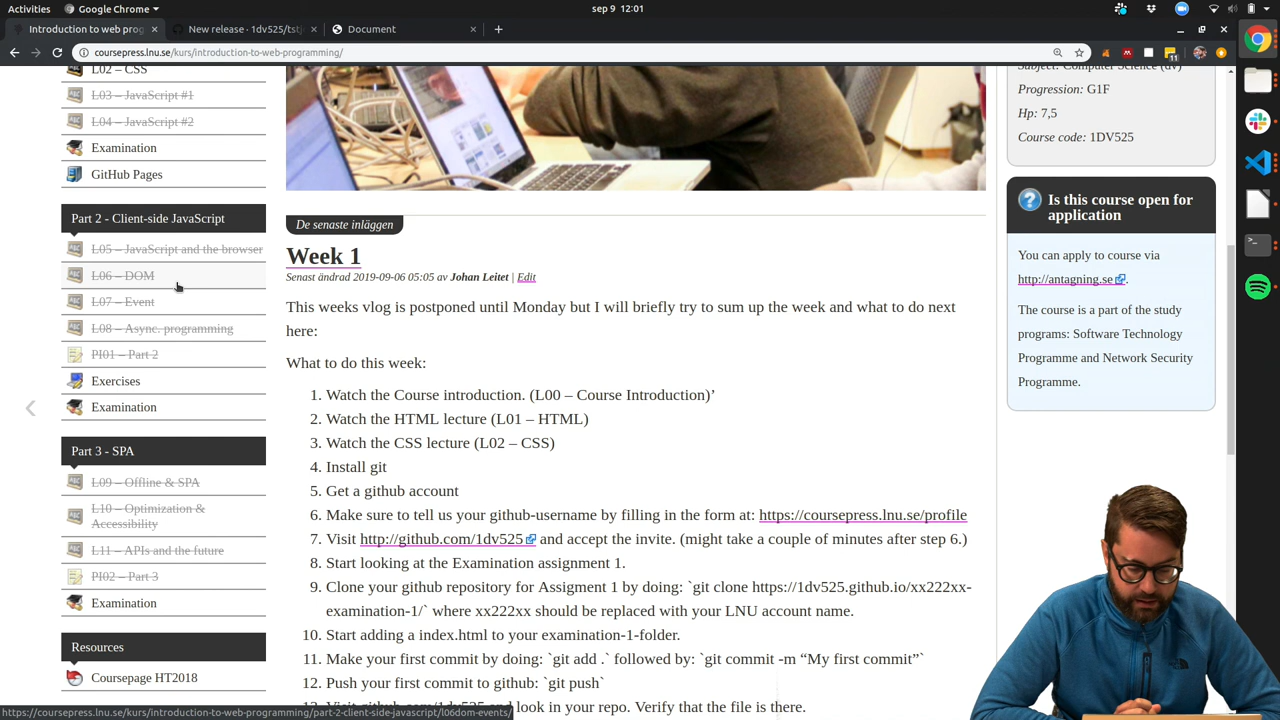 Activities
Google Chrome
sep 9 12:01
Introduction to web prog
New release · 1dv525/tstj
Document
coursepress.lnu.se/kurs/introduction-to-web-programming/
11
L02 – CSS
L03 – JavaScript #1
L04 – JavaScript #2
Examination
GitHub Pages
Part 2 - Client-side JavaScript
L05 – JavaScript and the browser
L06 – DOM
L07 – Event
L08 – Async. programming
PI01 – Part 2
Exercises
Examination
Part 3 - SPA
L09 – Offline & SPA
L10 – Optimization &
Accessibility
L11 – APIs and the future
PI02 – Part 3
Examination
Resources
Coursepage HT2018
https://coursepress.lnu.se/kurs/introduction-to-web-programming/part-2-client-side-javascript/l06dom-events/
De senaste inläggen
Week 1
Senast ändrad 2019-09-06 05:05 av Johan Leitet | Edit
This weeks vlog is postponed until Monday but I will briefly try to sum up the week and what to do next
here:
What to do this week:
1. Watch the Course introduction. (L00 – Course Introduction)’
2. Watch the HTML lecture (L01 – HTML)
3. Watch the CSS lecture (L02 – CSS)
4. Install git
5. Get a github account
6. Make sure to tell us your github-username by filling in the form at: https://coursepress.lnu.se/profile
7. Visit http://github.com/1dv525 and accept the invite. (might take a couple of minutes after step 6.)
8. Start looking at the Examination assignment 1.
9. Clone your github repository for Assigment 1 by doing: `git clone https://1dv525.github.io/xx222xx-
examination-1/` where xx222xx should be replaced with your LNU account name.
10. Start adding a index.html to your examination-1-folder.
11. Make your first commit by doing: `git add .` followed by: `git commit -m “My first commit”`
12. Push your first commit to github: `git push`
look in your repo. Verify that the file is there.
Subject: Computer Science (dv)
Progression: G1F
Hp: 7,5
Course code: 1DV525
Is this course open for
application
You can apply to course via
http://antagning.se.
The course is a part of the study
programs: Software Technology
Programme and Network Security
Programme.